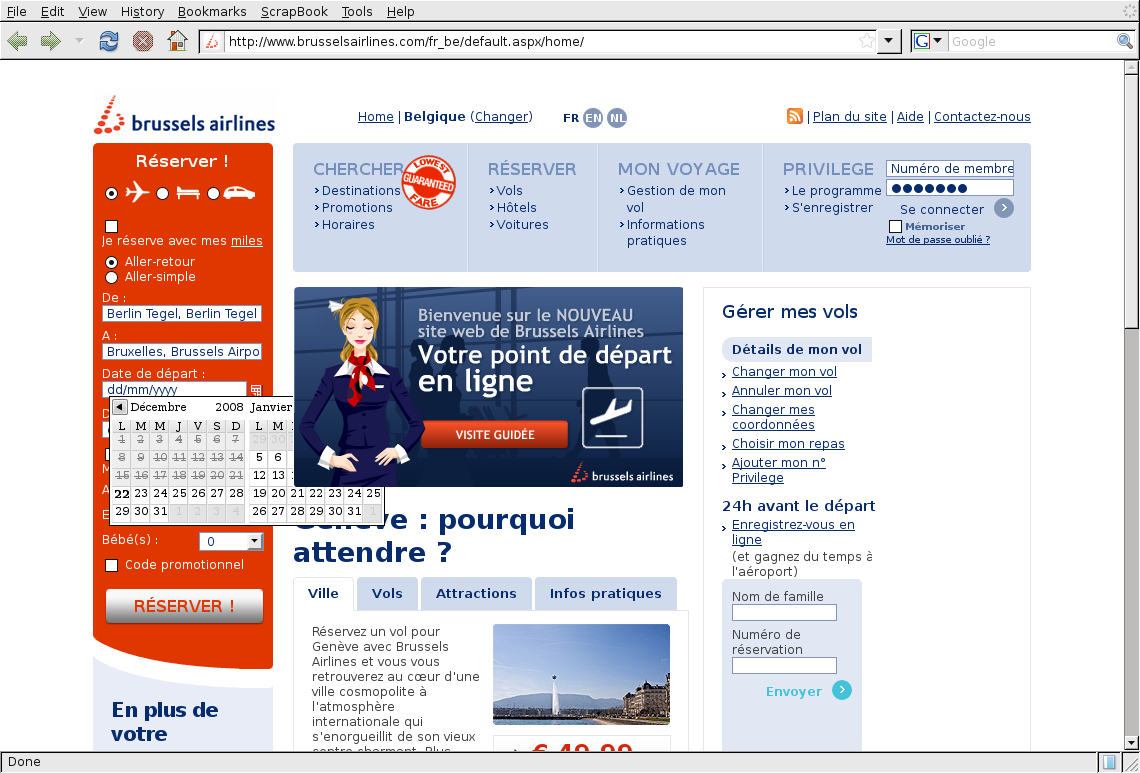 File Edit View History Bookmarks ScrapBook Tools Help
http://www.brusselsairlines.com/fr_be/default.aspx/home/
G Google
brussels airlines
Home | Belgique (Changer) FR EN NL
| Plan du site | Aide | Contactez-nous
Réserver !
Je réserve avec mes miles
Aller-retour
Aller-simple
De :
Berlin Tegel, Berlin Tegel
A :
Bruxelles, Brussels Airpo
Date de départ :
dd/mm/yyyy
D
Décembre 2008 Janvier
L M M J V S D L M
1 2 3 4 5 6 7 29 30
8 9 10 11 12 13 14 5 6
15 16 17 18 19 20 21 12 13
22 23 24 25 26 27 28 19 20 21 22 23 24 25
29 30 31 1 2 3 4 26 27 28 29 30 31 1
M
A
E
Bébé(s) : 0
Code promotionnel
RÉSERVER !
En plus de
votre
CHERCHER
Destinations
Promotions
Horaires
LOWEST
GUARANTEED
FARE
RÉSERVER
Vols
Hôtels
Voitures
MON VOYAGE
Gestion de mon
vol
Informations
pratiques
PRIVILEGE
Le programme
S'enregistrer
Numéro de membre
Se connecter
Mémoriser
Mot de passe oublié ?
Bienvenue sur le NOUVEAU
site web de Brussels Airlines
Votre point de départ
en ligne
VISITE GUIDÉE
brussels airlines
Genève : pourquoi
attendre ?
Ville Vols Attractions Infos pratiques
Réservez un vol pour
Genève avec Brussels
Airlines et vous vous
retrouverez au cœur d'une
ville cosmopolite à
l'atmosphère
internationale qui
s'enorgueillit de son vieux
centre charmant. Plus
€ 49,99
Gérer mes vols
Détails de mon vol
Changer mon vol
Annuler mon vol
Changer mes
coordonnées
Choisir mon repas
Ajouter mon n°
Privilege
24h avant le départ
Enregistrez-vous en
ligne
(et gagnez du temps à
l'aéroport)
Nom de famille
Numéro de
réservation
Envoyer
Done